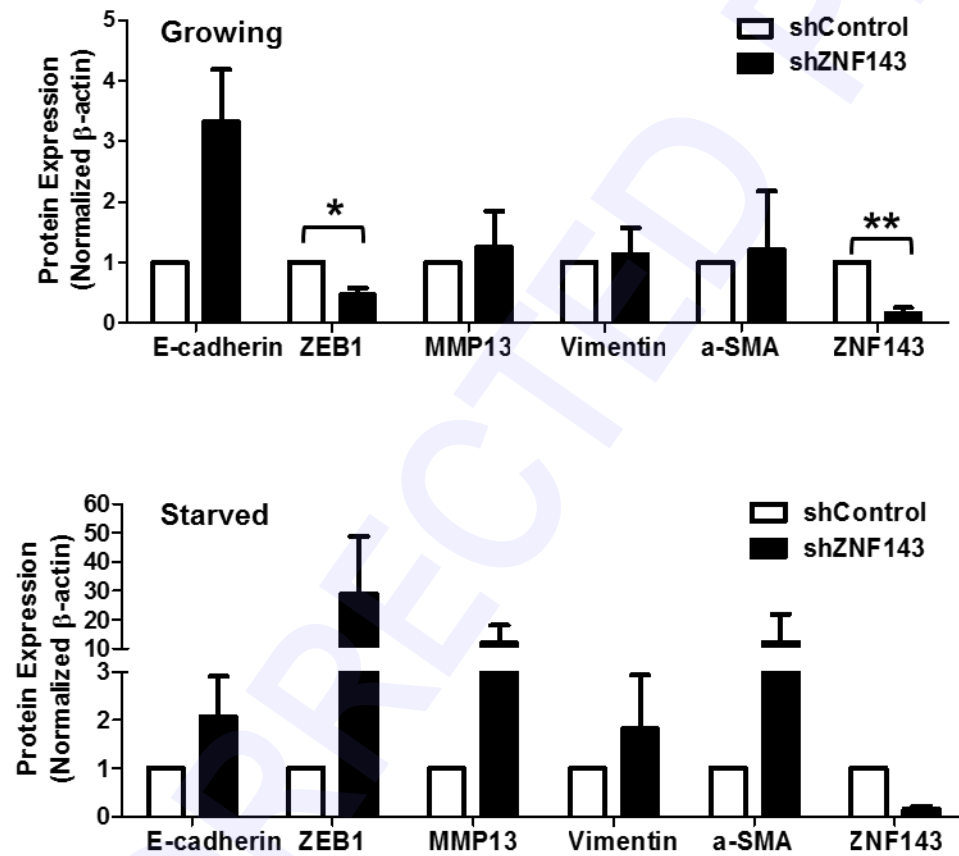 Growing
shControl
shZNF143
Protein Expression
(Normalized β-actin)
5
4
3
2
1
0
*
**
E-cadherin ZEB1 MMP13 Vimentin a-SMA ZNF143
Starved
shControl
shZNF143
Protein Expression
(Normalized β-actin)
60
50
40
30
20
10
3
2
1
0
E-cadherin ZEB1 MMP13 Vimentin a-SMA ZNF143
RRECTED P